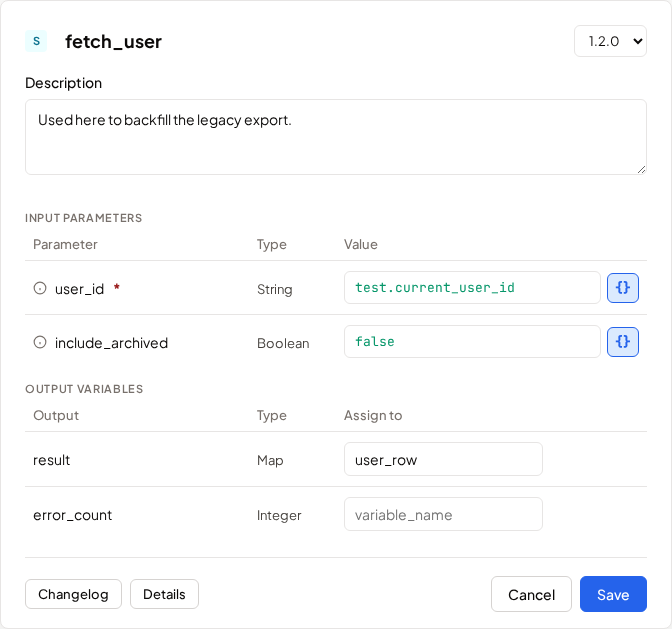 S fetch_user 1.2.0
Description
Used here to backfill the legacy export.
INPUT PARAMETERS
Parameter Type Value
user_id * String test.current_user_id {}
include_archived Boolean false {}
OUTPUT VARIABLES
Output Type Assign to
result Map user_row
error_count Integer variable_name
Changelog Details Cancel Save